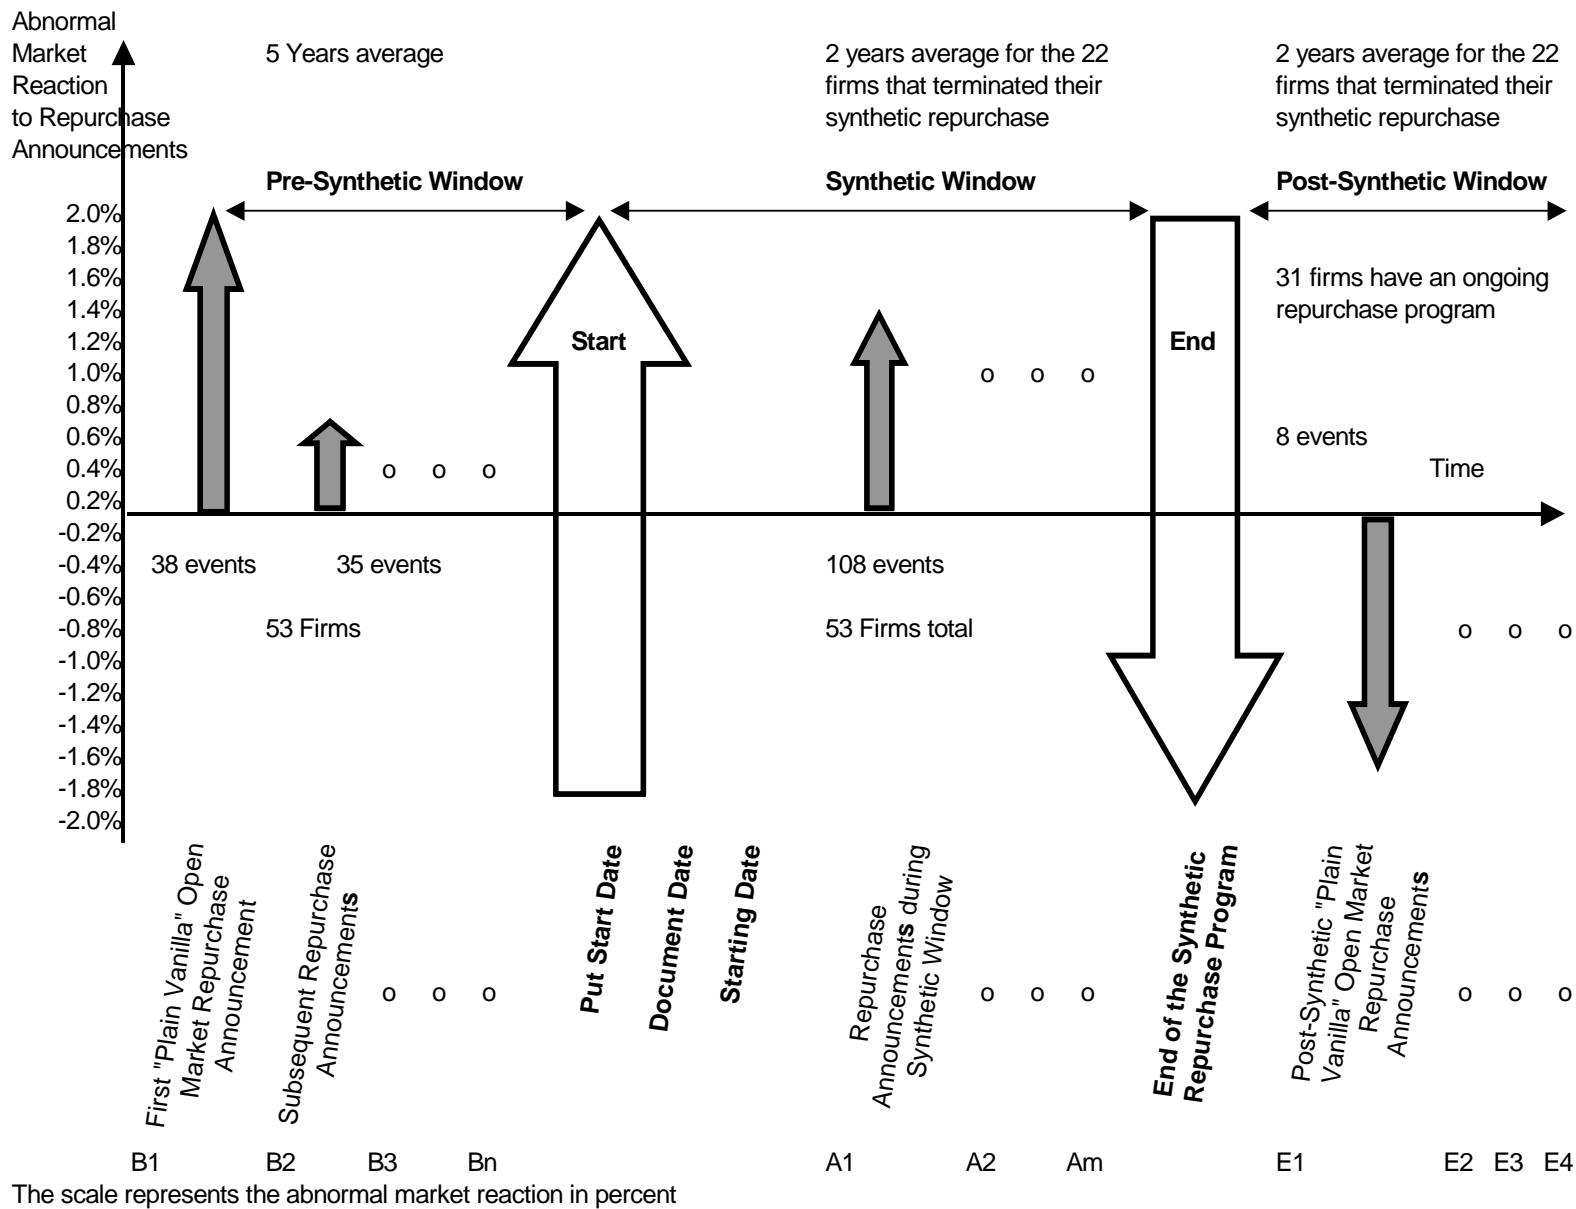 Abnormal
Market
Reaction
to Repurchase
Announcements
5 Years average
2 years average for the 22
firms that terminated their
synthetic repurchase
2 years average for the 22
firms that terminated their
synthetic repurchase
Pre-Synthetic Window
Synthetic Window
Post-Synthetic Window
2.0%
1.8%
1.6%
1.4%
1.2%
1.0%
0.8%
0.6%
0.4%
0.2%
-0.2%
-0.4%
-0.6%
-0.8%
-1.0%
-1.2%
-1.4%
-1.6%
-1.8%
-2.0%
Start
End
31 firms have an ongoing
repurchase program
o o o
8 events
Time
o o o
38 events
35 events
108 events
53 Firms
53 Firms total
o o o
First "Plain Vanilla" Open
Market Repurchase
Announcement
Subsequent Repurchase
Announcements
o o o
Put Start Date
Document Date
Starting Date
Repurchase
Announcements during
Synthetic Window
o o o
End of the Synthetic
Repurchase Program
Post-Synthetic "Plain
Vanilla" Open Market
Repurchase
Announcements
o o o
B1 B2 B3 Bn A1 A2 Am E1 E2 E3 E4
The scale represents the abnormal market reaction in percent